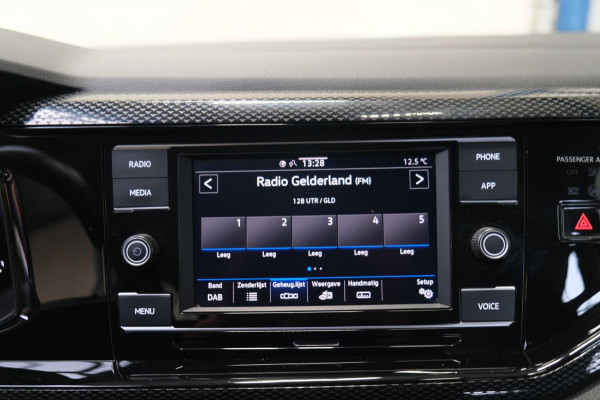 PASSENGER A
RADIO
MEDIA
MENU
13:28 12.5 °C
Radio Gelderland (FM)
12B UTR / GLD
1 2 3 4 5
Leeg Leeg Leeg Leeg Leeg
Band Zenderlijst Geheug.lijst Weergave Handmatig Setup
DAB
PHONE
APP
VOICE
OFF